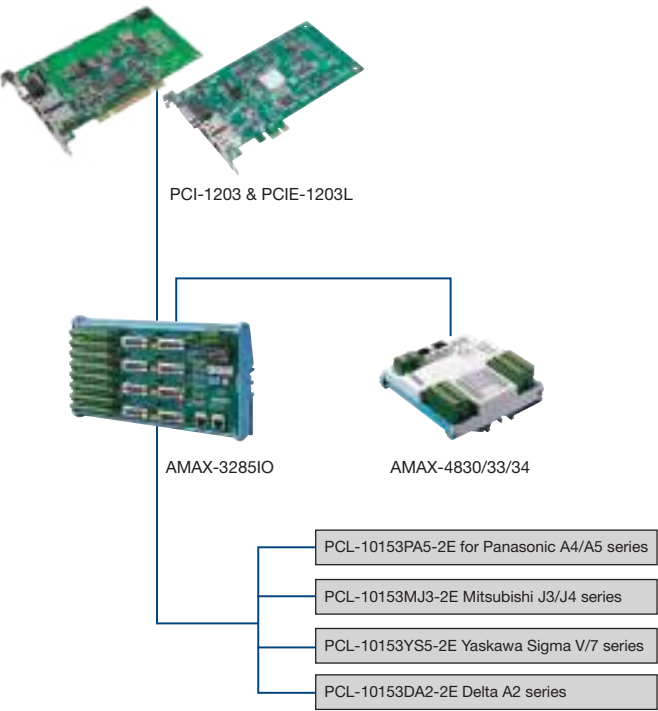 PCI-1203 & PCIE-1203L
AMAX-3285IO
AMAX-4830/33/34
PCL-10153PA5-2E for Panasonic A4/A5 series
PCL-10153MJ3-2E Mitsubishi J3/J4 series
PCL-10153YS5-2E Yaskawa Sigma V/7 series
PCL-10153DA2-2E Delta A2 series